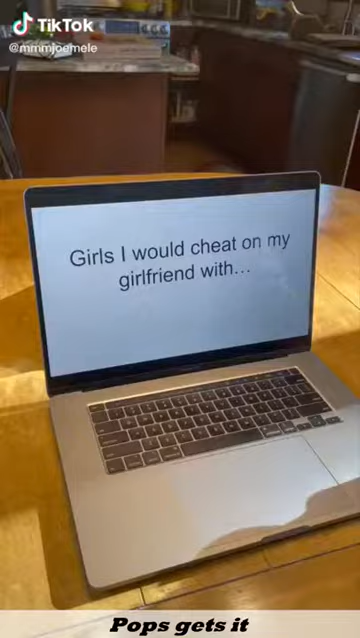 TikTok
@mmmjoemele
Girls I would cheat on my
girlfriend with...
Pops gets it